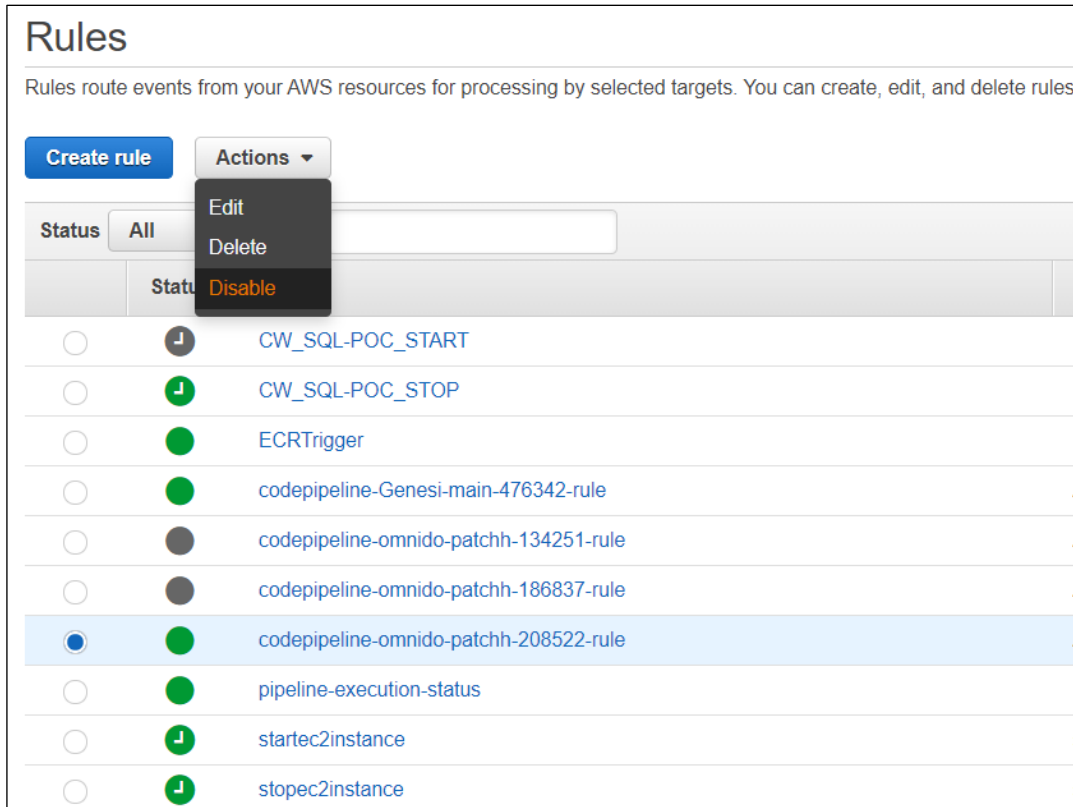 Rules
Rules route events from your AWS resources for processing by selected targets. You can create, edit, and delete rules
Create rule
Actions
Edit
Delete
Disable
Status
All
Statu
CW_SQL-POC_START
CW_SQL-POC_STOP
ECRTrigger
codepipeline-Genesi-main-476342-rule
codepipeline-omnido-patchh-134251-rule
codepipeline-omnido-patchh-186837-rule
codepipeline-omnido-patchh-208522-rule
pipeline-execution-status
startec2instance
stopec2instance